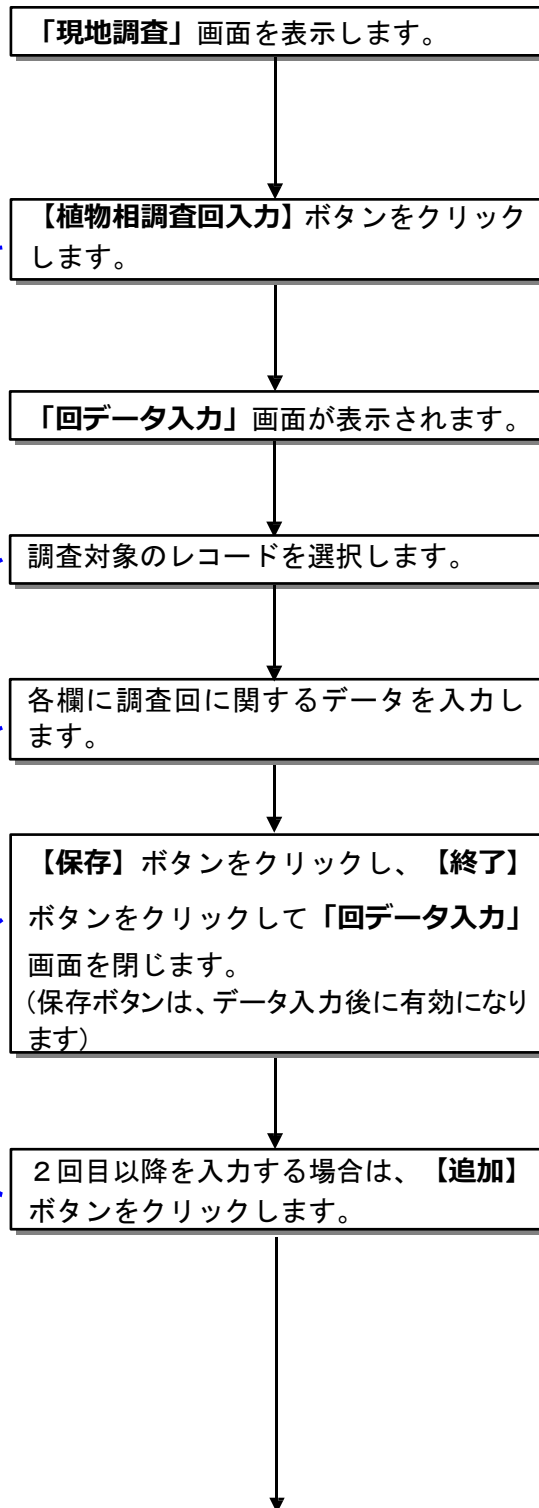 「現地調査」画面を表示します。
【植物相調査回入力】ボタンをクリック
します。
「回データ入力」画面が表示されます。
調査対象のレコードを選択します。
各欄に調査回に関するデータを入力し
ます。
【保存】ボタンをクリックし、【終了】
ボタンをクリックして「回データ入力」
画面を閉じます。
(保存ボタンは、データ入力後に有効になり
ます)
２回目以降を入力する場合は、【追加】
ボタンをクリックします。